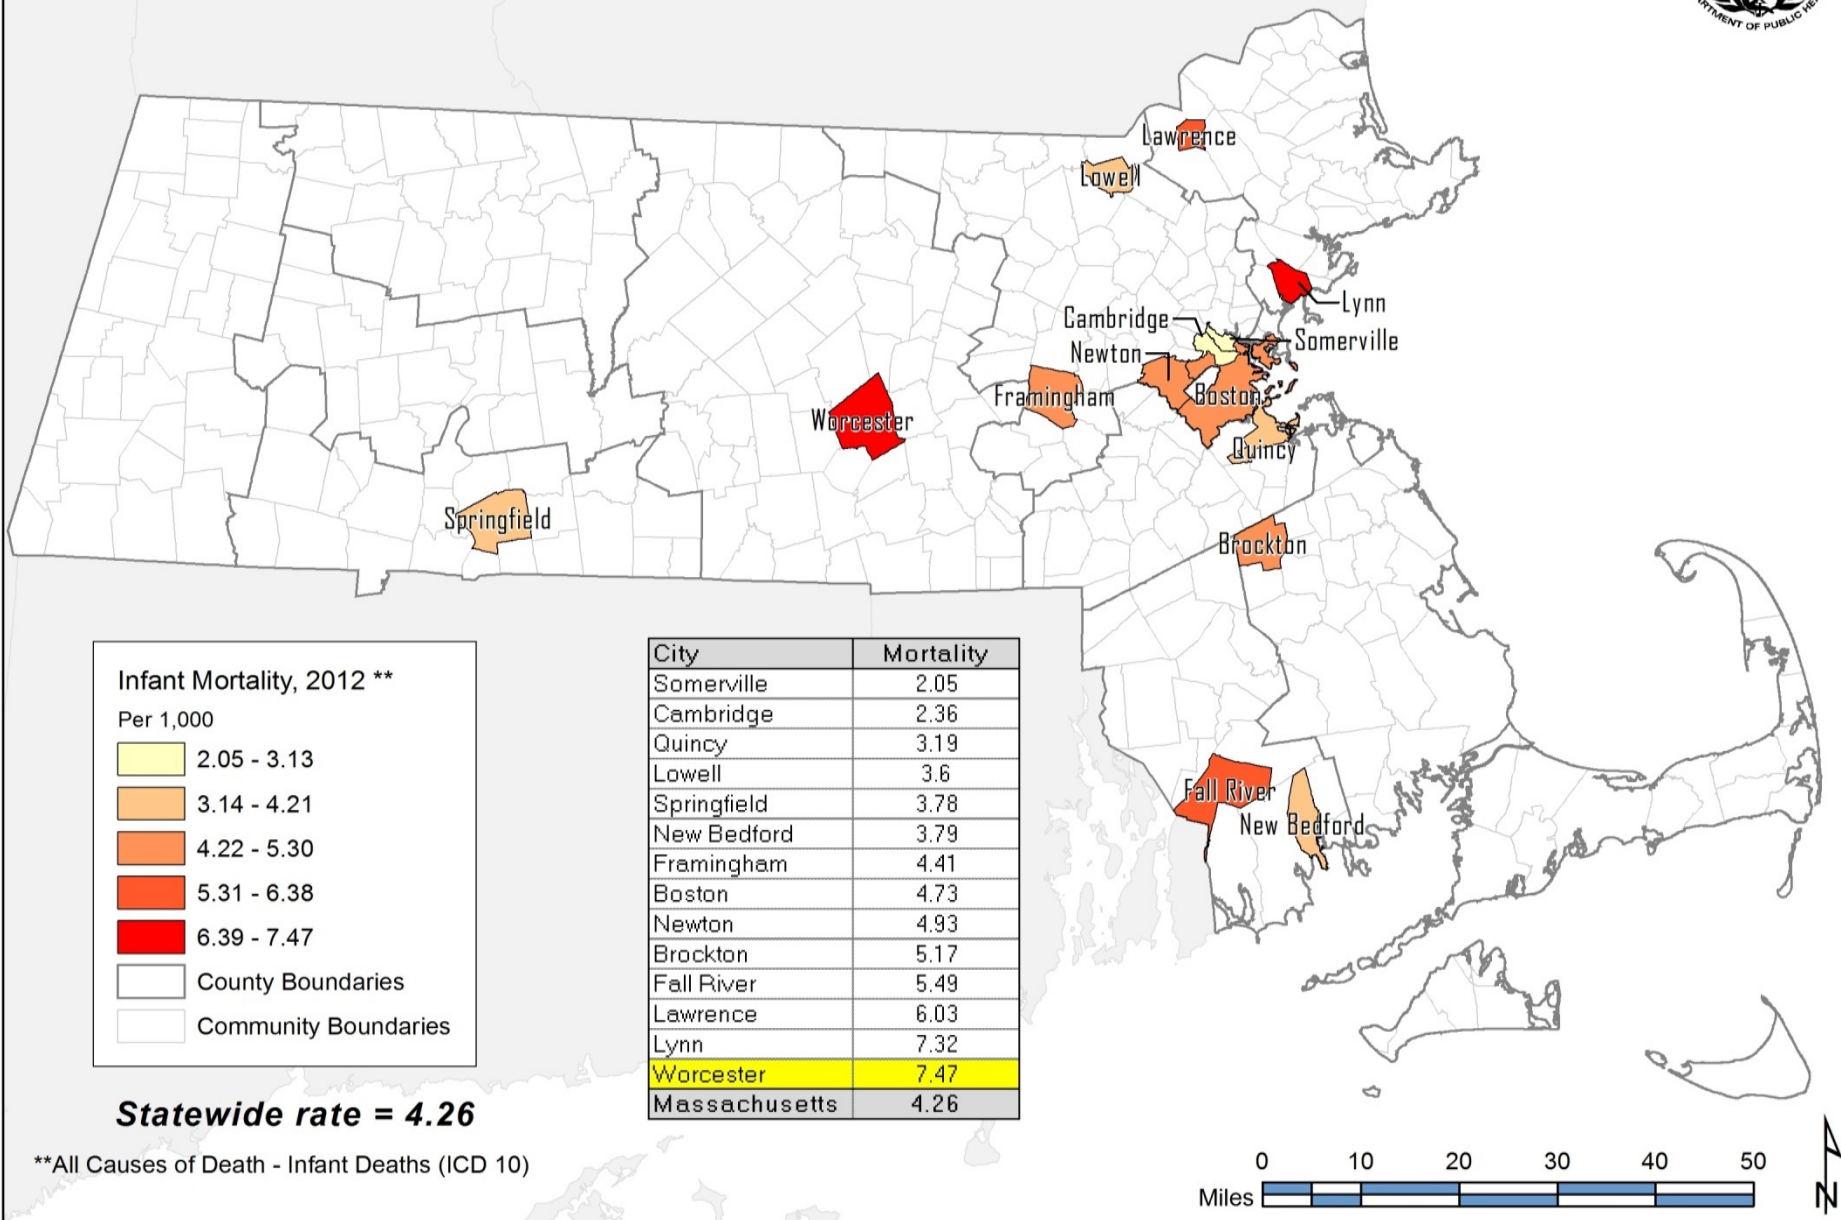 ARTMENT OF PUBLIC HE
Lawrence
Lowell
Lynn
Cambridge
Somerville
Newton
Framingham
Boston
Worcester
Quincy
Springfield
Brockton
Fall River
New Bedford
Infant Mortality, 2012 **
Per 1,000
2.05 - 3.13
3.14 - 4.21
4.22 - 5.30
5.31 - 6.38
6.39 - 7.47
County Boundaries
Community Boundaries
Statewide rate = 4.26
**All Causes of Death - Infant Deaths (ICD 10)
City Mortality
Somerville 2.05
Cambridge 2.36
Quincy 3.19
Lowell 3.6
Springfield 3.78
New Bedford 3.79
Framingham 4.41
Boston 4.73
Newton 4.93
Brockton 5.17
Fall River 5.49
Lawrence 6.03
Lynn 7.32
Worcester 7.47
Massachusetts 4.26
0 10 20 30 40 50
Miles
N